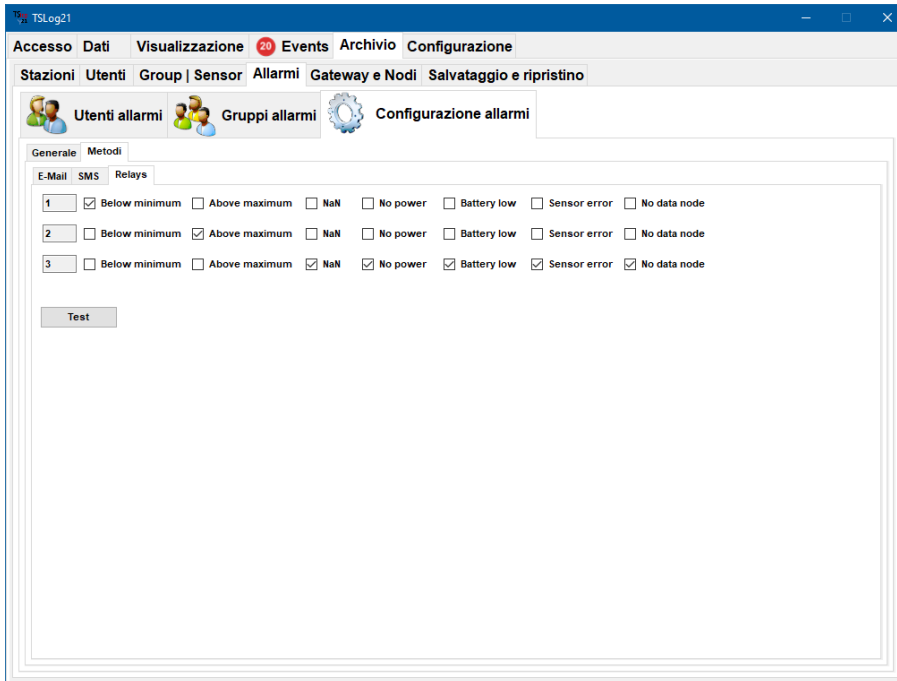 TSLog21
Accesso Dati Visualizzazione 20 Events Archivio Configurazione
Stazioni Utenti Group | Sensor Allarmi Gateway e Nodi Salvataggio e ripristino
Utenti allarmi Gruppi allarmi Configurazione allarmi
Generale Metodi
E-Mail SMS Relays
1 Below minimum Above maximum NaN No power Battery low Sensor error No data node
2 Below minimum Above maximum NaN No power Battery low Sensor error No data node
3 Below minimum Above maximum NaN No power Battery low Sensor error No data node
Test